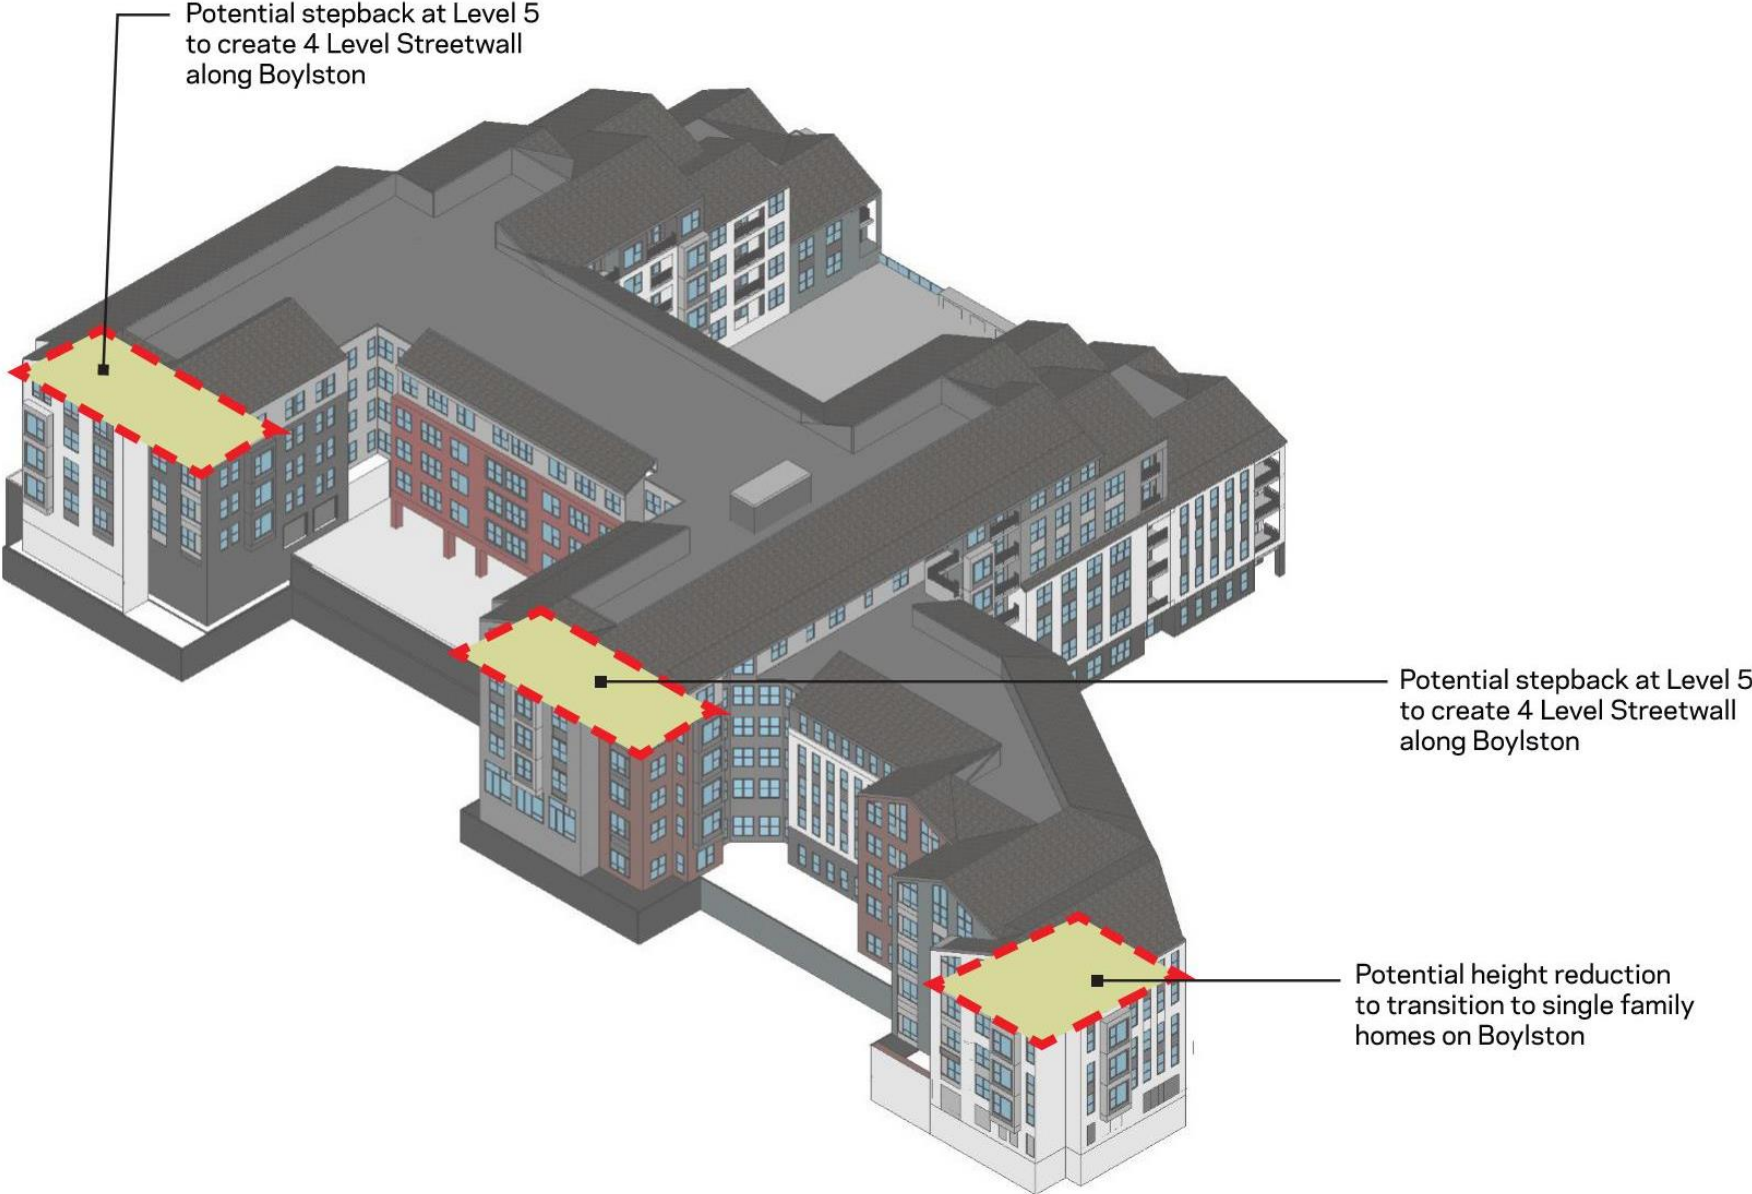 Potential stepback at Level 5
to create 4 Level Streetwall
along Boylston
Potential stepback at Level 5
to create 4 Level Streetwall
along Boylston
Potential height reduction
to transition to single family
homes on Boylston